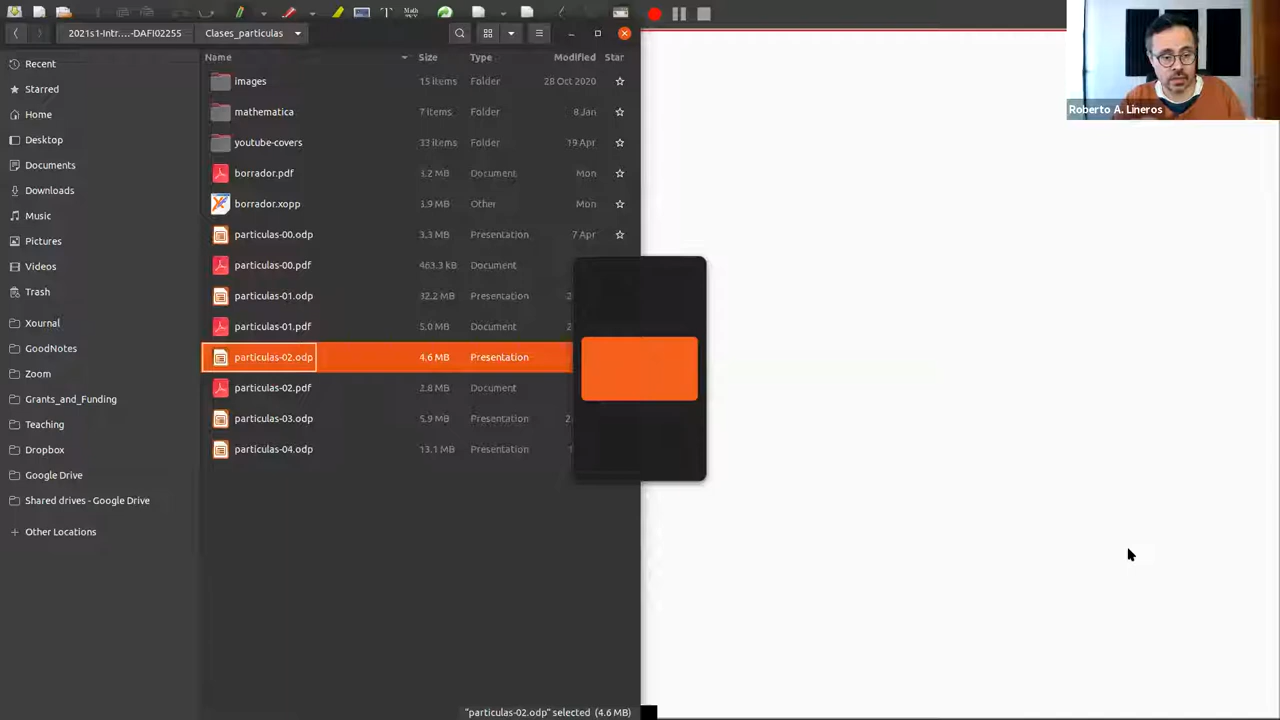 2021s1-Intr...-DAFI02255
Clases_particulas
Name Size Type Modified Star
Recent
Starred
Home
Desktop
Documents
Downloads
Music
Pictures
Videos
Trash
Xournal
GoodNotes
Zoom
Grants_and_Funding
Teaching
Dropbox
Google Drive
Shared drives - Google Drive
Other Locations
images 15 items Folder 28 Oct 2020
mathematica 7 items Folder 8 Jan
youtube-covers 33 items Folder 19 Apr
borrador.pdf 3.2 MB Document Mon
borrador.xopp 3.9 MB Other Mon
particulas-00.odp 3.3 MB Presentation 7 Apr
particulas-00.pdf 463.3 kB Document
particulas-01.odp 32.2 MB Presentation 2
particulas-01.pdf 5.0 MB Document 2
particulas-02.odp 4.6 MB Presentation
particulas-02.pdf 2.8 MB Document
particulas-03.odp 5.9 MB Presentation 2
particulas-04.odp 13.1 MB Presentation 1
"particulas-02.odp" selected (4.6 MB)
Roberto A. Lineros